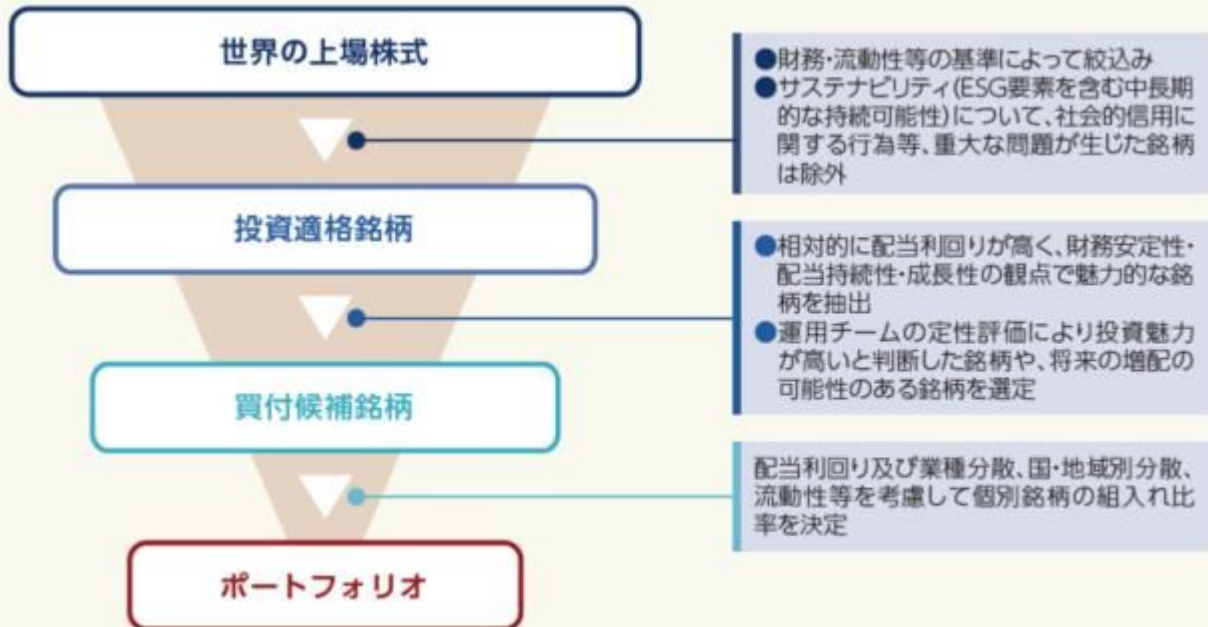 世界の上場株式
●財務・流動性等の基準によって絞込み
●サステナビリティ(ESG要素を含む中長期
的な持続可能性)について、社会的信用に
関する行為等、重大な問題が生じた銘柄
は除外
投資適格銘柄
●相対的に配当利回りが高く、財務安定性・
配当持続性・成長性の観点で魅力的な銘
柄を抽出
●運用チームの定性評価により投資魅力
が高いと判断した銘柄や、将来の増配の
可能性のある銘柄を選定
買付候補銘柄
配当利回り及び業種分散、国・地域別分散、
流動性等を考慮して個別銘柄の組入れ比
率を決定
ポートフォリオ